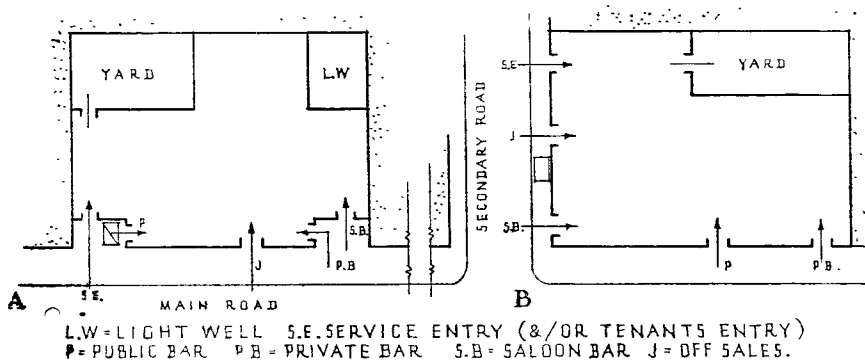 YARD
L.W
S.E
YARD
J
SECONDARY ROAD
P
S.B.
S.B
J
P.B
P
P.B.
A
S.E.
MAIN ROAD
B
L.W=LIGHT WELL S.E.SERVICE ENTRY (&/OR TENANTS ENTRY)
P=PUBLIC BAR P B=PRIVATE BAR S.B=SALOON BAR J=OFF SALES.